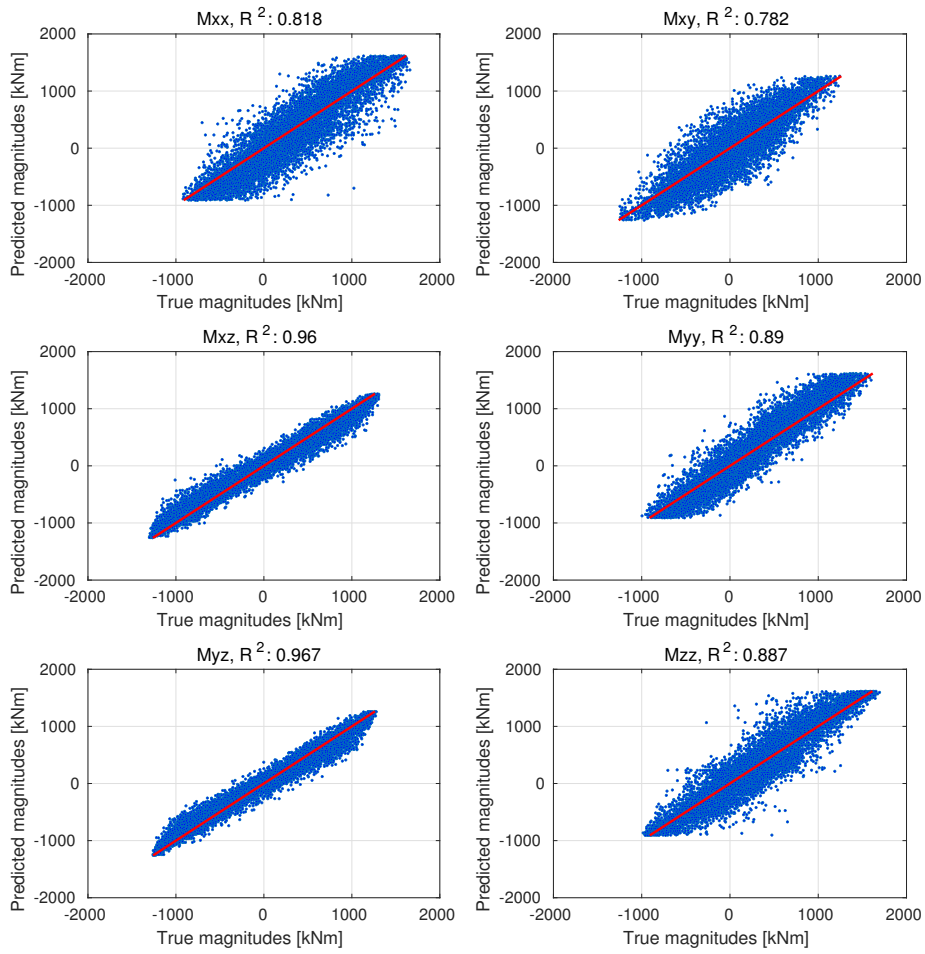 Mxx, R ²: 0.818
2000
1000
0
-1000
-2000
Predicted magnitudes [kNm]
-2000 -1000 0 1000 2000
True magnitudes [kNm]
Mxy, R ²: 0.782
2000
1000
0
-1000
-2000
Predicted magnitudes [kNm]
-2000 -1000 0 1000 2000
True magnitudes [kNm]
Mxz, R ²: 0.96
2000
1000
0
-1000
-2000
Predicted magnitudes [kNm]
-2000 -1000 0 1000 2000
True magnitudes [kNm]
Myy, R ²: 0.89
2000
1000
0
-1000
-2000
Predicted magnitudes [kNm]
-2000 -1000 0 1000 2000
True magnitudes [kNm]
Myz, R ²: 0.967
2000
1000
0
-1000
-2000
Predicted magnitudes [kNm]
-2000 -1000 0 1000 2000
True magnitudes [kNm]
Mzz, R ²: 0.887
2000
1000
0
-1000
-2000
Predicted magnitudes [kNm]
-2000 -1000 0 1000 2000
True magnitudes [kNm]